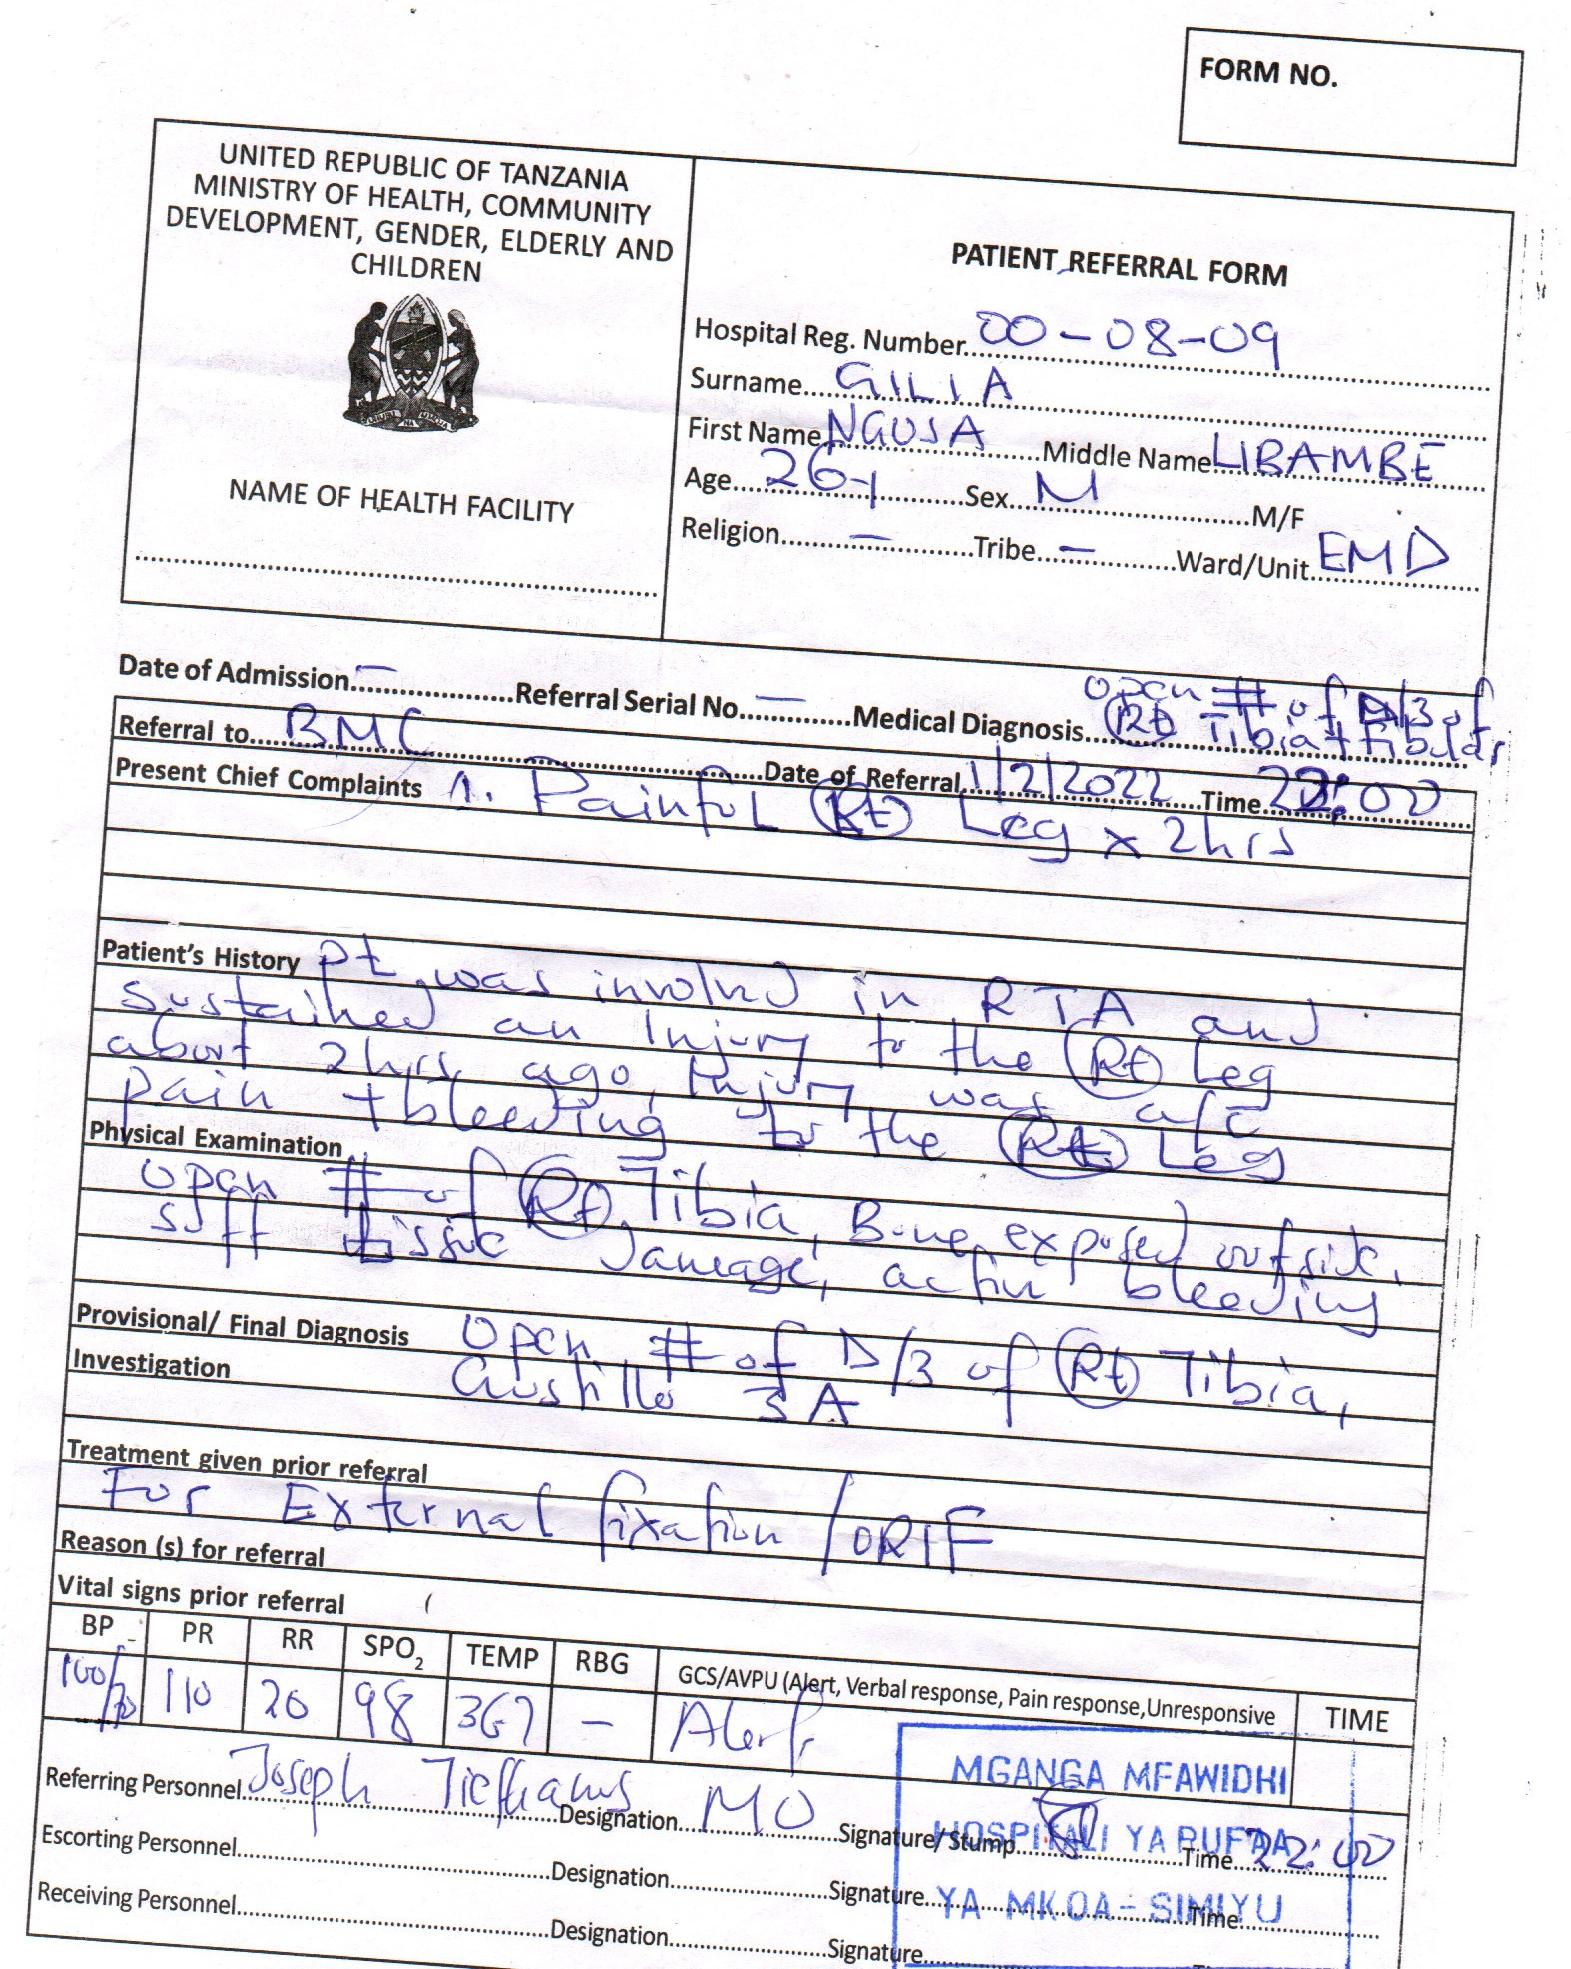 FORM NO.
UNITED REPUBLIC OF TANZANIA
MINISTRY OF HEALTH, COMMUNITY
DEVELOPMENT, GENDER, ELDERLY AND
CHILDREN
NAME OF HEALTH FACILITY
PATIENT REFERRAL FORM
Hospital Reg. Number 00-08-09
Surname GILIA
First Name NGUSA Middle Name LIBAMBE
Age 26y Sex M M/F
Religion — Tribe — Ward/Unit EMD
Date of Admission — Referral Serial No. — Medical Diagnosis open # of D/3 of
(Rt) Tibia + Fibular
Referral to BMC Date of Referral 1/2/2022 Time 22:00
Present Chief Complaints 1. Painful (Rt) Leg x 2hrs
Patient's History pt was involved in RTA and
sustained an Injury to the (Rt) Leg
about 2hrs ago, Injury was a/c
pain + bleeding to the (Rt) Leg
Physical Examination
open # of (Rt) Tibia, Bone exposed outside,
soft tissue damage, active bleeding
Provisional/ Final Diagnosis open # of D/3 of (Rt) Tibia,
Investigation Gustillo 3A
Treatment given prior referral
For External fixation / ORIF
Reason (s) for referral
Vital signs prior referral
BP PR RR SPO2 TEMP RBG GCS/AVPU (Alert, Verbal response, Pain response,Unresponsive TIME
100/70 110 20 98 367 — Alert
Referring Personnel Joseph Designation MO Signature/ Stump Time 22:00
Escorting Personnel Designation Signature Time
Receiving Personnel Designation Signature
MGANGA MFAWIDHI
HOSPITALI YA RUFAA
YA MKOA - SIMIYU